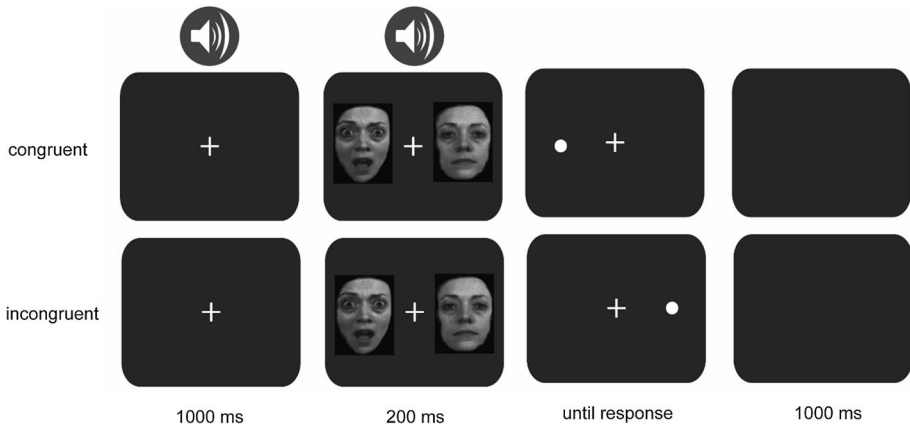 congruent
incongruent
1000 ms
200 ms
until response
1000 ms